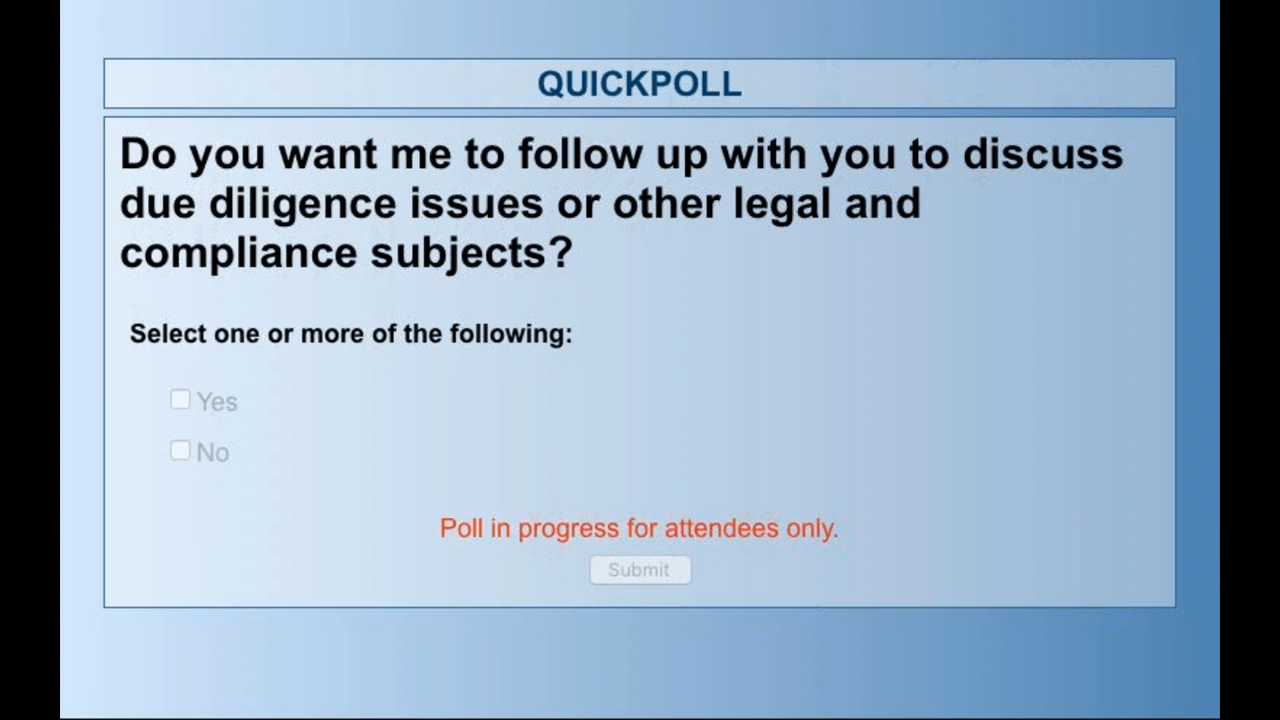 QUICKPOLL
Do you want me to follow up with you to discuss
due diligence issues or other legal and
compliance subjects?
Select one or more of the following:
Yes
No
Poll in progress for attendees only.
Submit